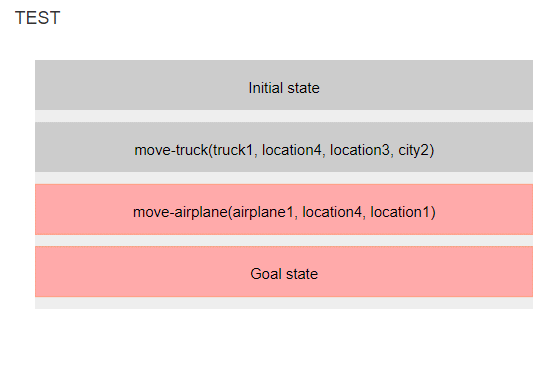 TEST
Initial state
move-truck(truck1, location4, location3, city2)
move-airplane(airplane1, location4, location1)
Goal state